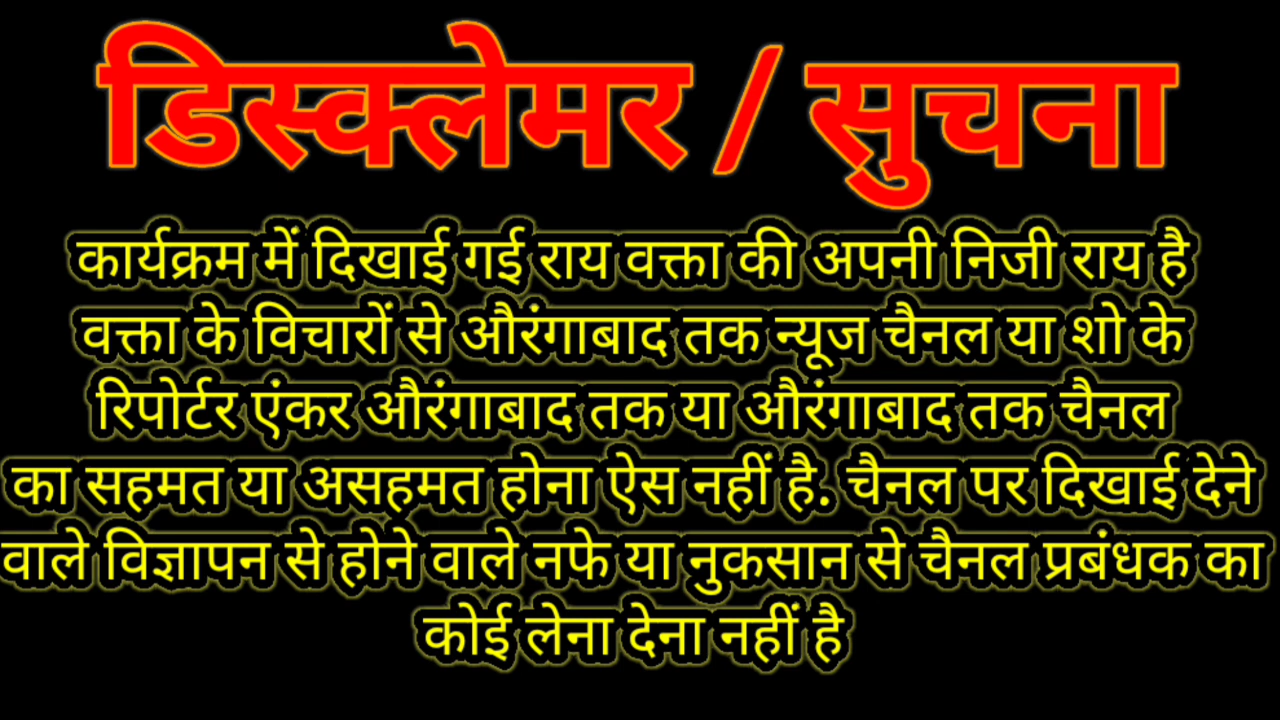 डिस्क्लेमर / सुचना
कार्यक्रम में दिखाई गई राय वक्ता की अपनी निजी राय है
वक्ता के विचारों से औरंगाबाद तक न्यूज चैनल या शो के
रिपोर्टर एंकर औरंगाबाद तक या औरंगाबाद तक चैनल
का सहमत या असहमत होना ऐस नहीं है. चैनल पर दिखाई देने
वाले विज्ञापन से होने वाले नफे या नुकसान से चैनल प्रबंधक का
कोई लेना देना नहीं है